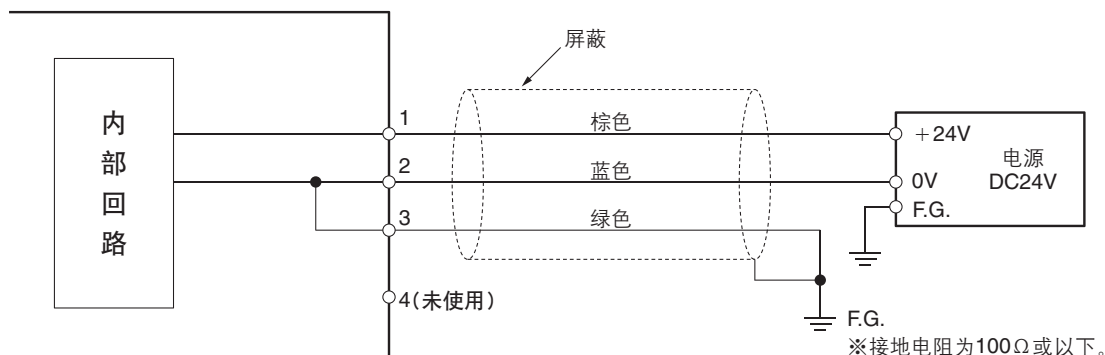 屏蔽
内部回路
1
棕色
+24V
电源
DC24V
2
蓝色
0V
F.G.
3
绿色
4(未使用)
F.G.
※接地电阻为100Ω或以下。